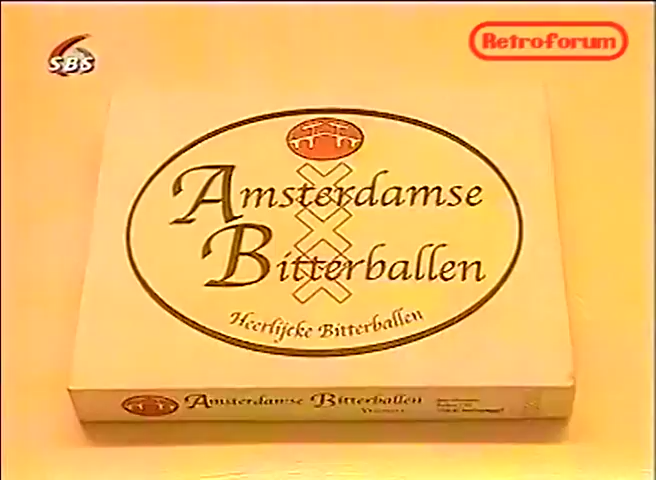 SBS
Retroforum
Amsterdamse
Bitterballen
Heerlijcke Bitterballen
Amsterdamse Bitterballen